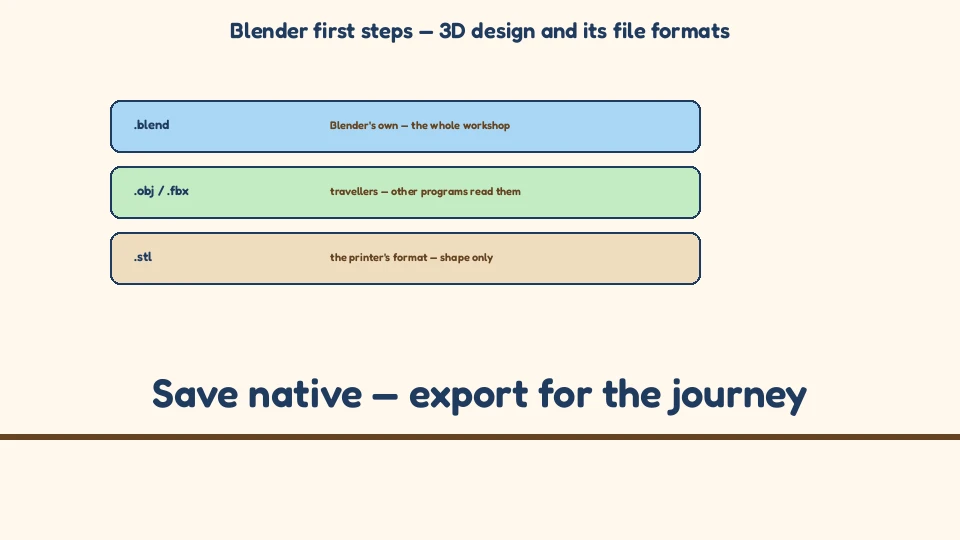 Blender first steps — 3D design and its file formats
.blend Blender's own — the whole workshop
.obj / .fbx travellers — other programs read them
.stl the printer's format — shape only
Save native — export for the journey